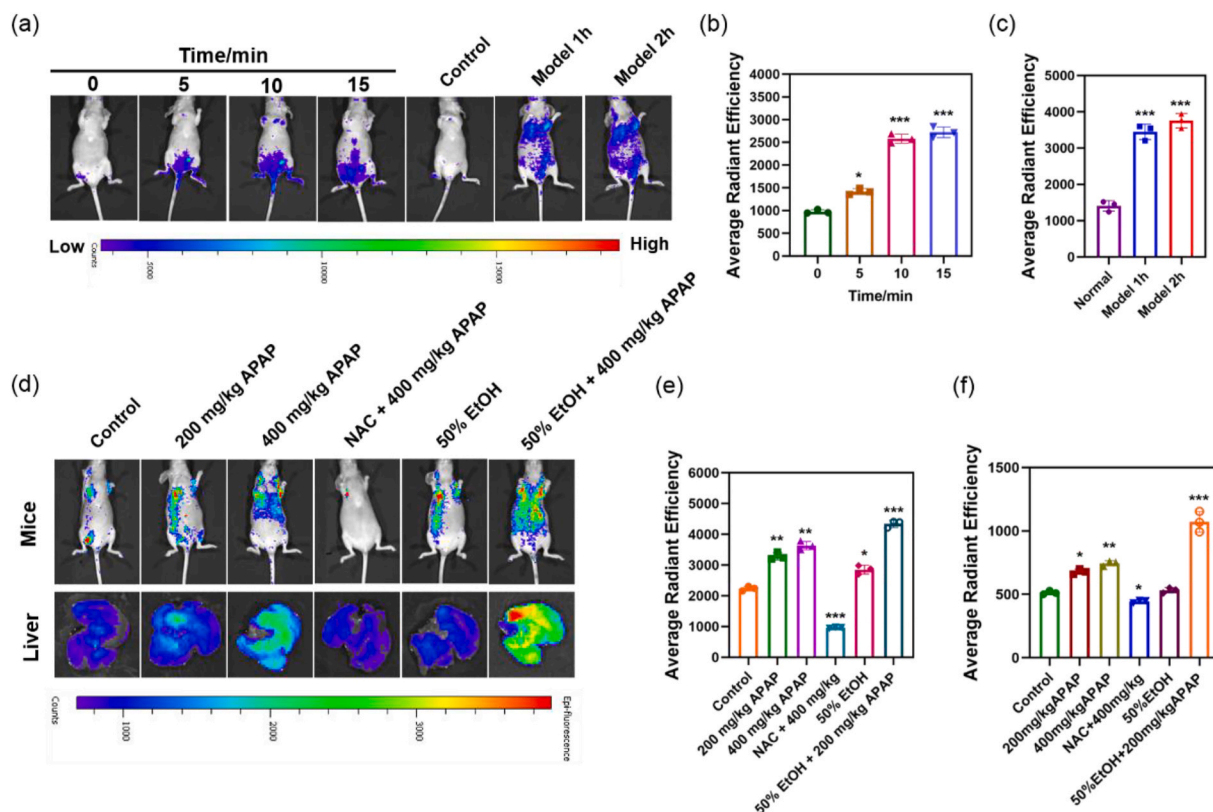 (a)
Time/min
0 5 10 15
Control
Model 1h
Model 2h
Low
High
Counts
5000
10000
15000
(b)
Average Radiant Efficiency
4000
3500
3000
2500
2000
1500
1000
500
0
*
***
***
0 5 10 15
Time/min
(c)
Average Radiant Efficiency
5000
4000
3000
2000
1000
0
***
***
Normal
Model 1h
Model 2h
(d)
Control
200 mg/kg APAP
400 mg/kg APAP
NAC + 400 mg/kg APAP
50% EtOH
50% EtOH + 400 mg/kg APAP
Mice
Liver
Counts
1000
2000
3000
Epi-fluorescence
(e)
Average Radiant Efficiency
6000
5000
4000
3000
2000
1000
0
**
**
***
*
***
Control
200 mg/kg APAP
400 mg/kg APAP
NAC + 400 mg/kg
50% EtOH
50% EtOH + 200 mg/kg APAP
(f)
Average Radiant Efficiency
1500
1000
500
0
*
**
*
***
Control
200mg/kgAPAP
400mg/kgAPAP
NAC+400mg/kg
50%EtOH
50%EtOH+200mg/kgAPAP